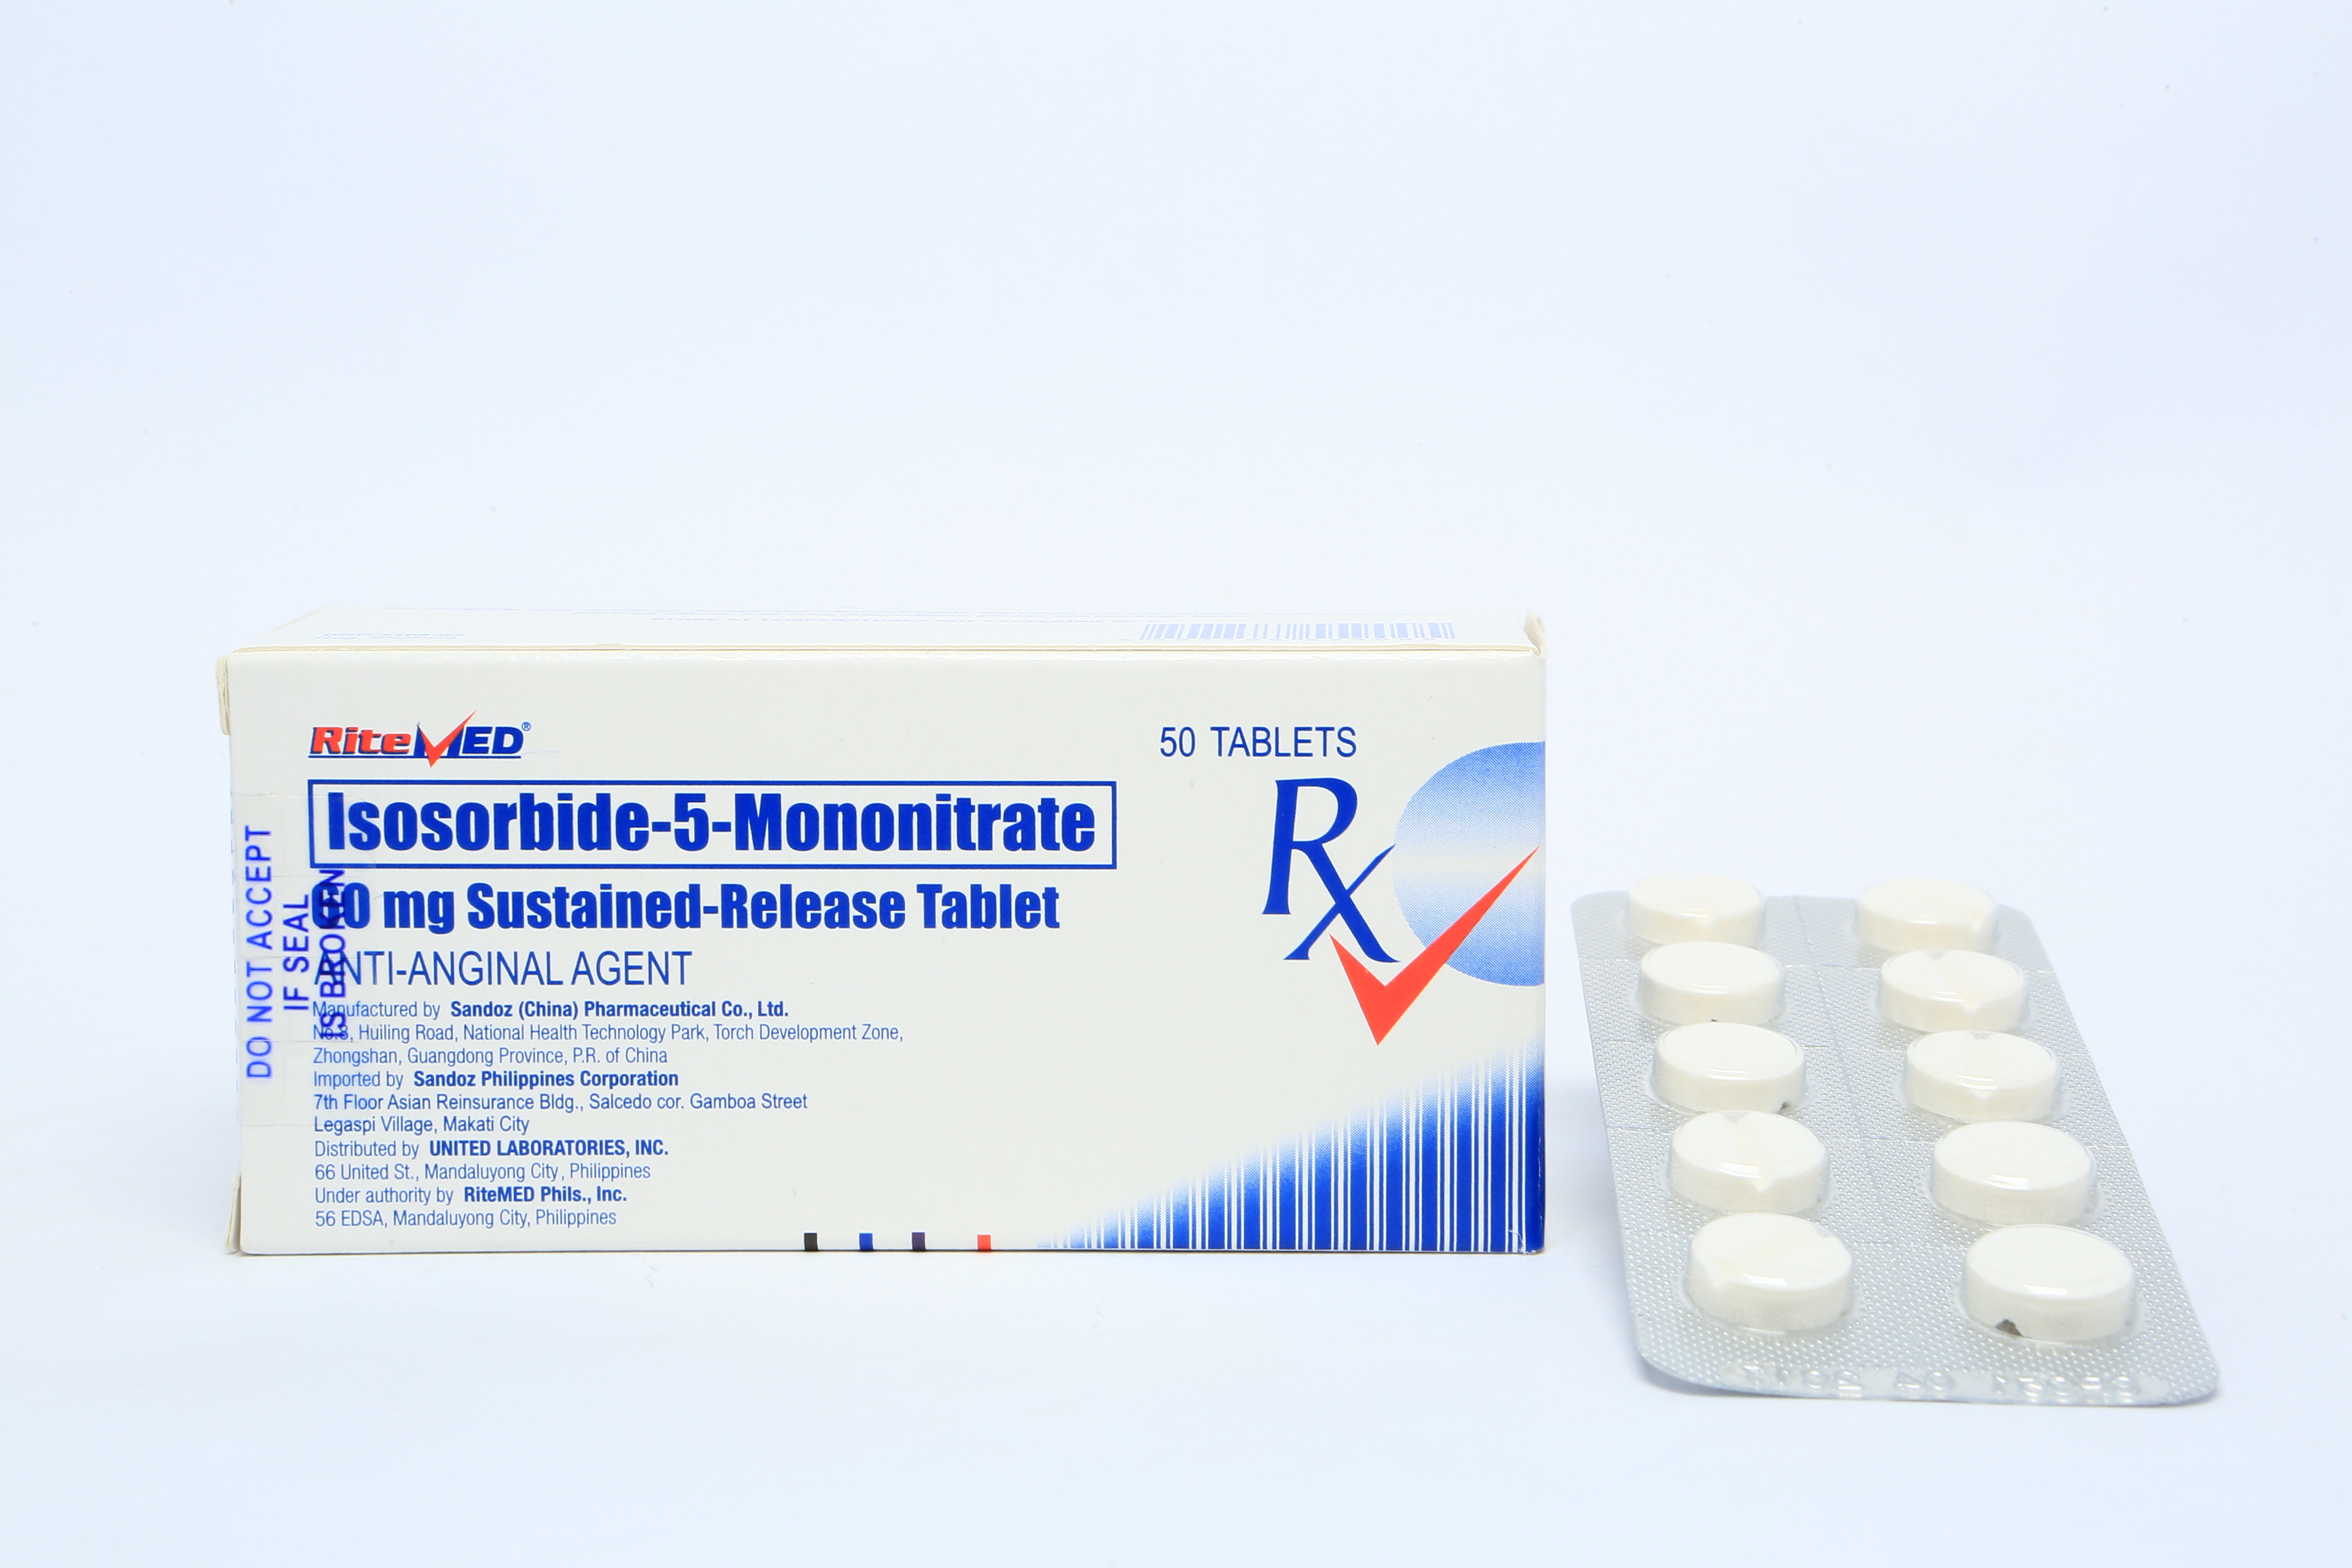 RiteMED®
50 TABLETS
Rx
Isosorbide-5-Mononitrate
60 mg Sustained-Release Tablet
ANTI-ANGINAL AGENT
Manufactured by Sandoz (China) Pharmaceutical Co., Ltd.
No.8, Huiling Road, National Health Technology Park, Torch Development Zone,
Zhongshan, Guangdong Province, P.R. of China
Imported by Sandoz Philippines Corporation
7th Floor Asian Reinsurance Bldg., Salcedo cor. Gamboa Street
Legaspi Village, Makati City
Distributed by UNITED LABORATORIES, INC.
66 United St., Mandaluyong City, Philippines
Under authority by RiteMED Phils., Inc.
56 EDSA, Mandaluyong City, Philippines
DO NOT ACCEPT
IF SEAL
IS BROKEN